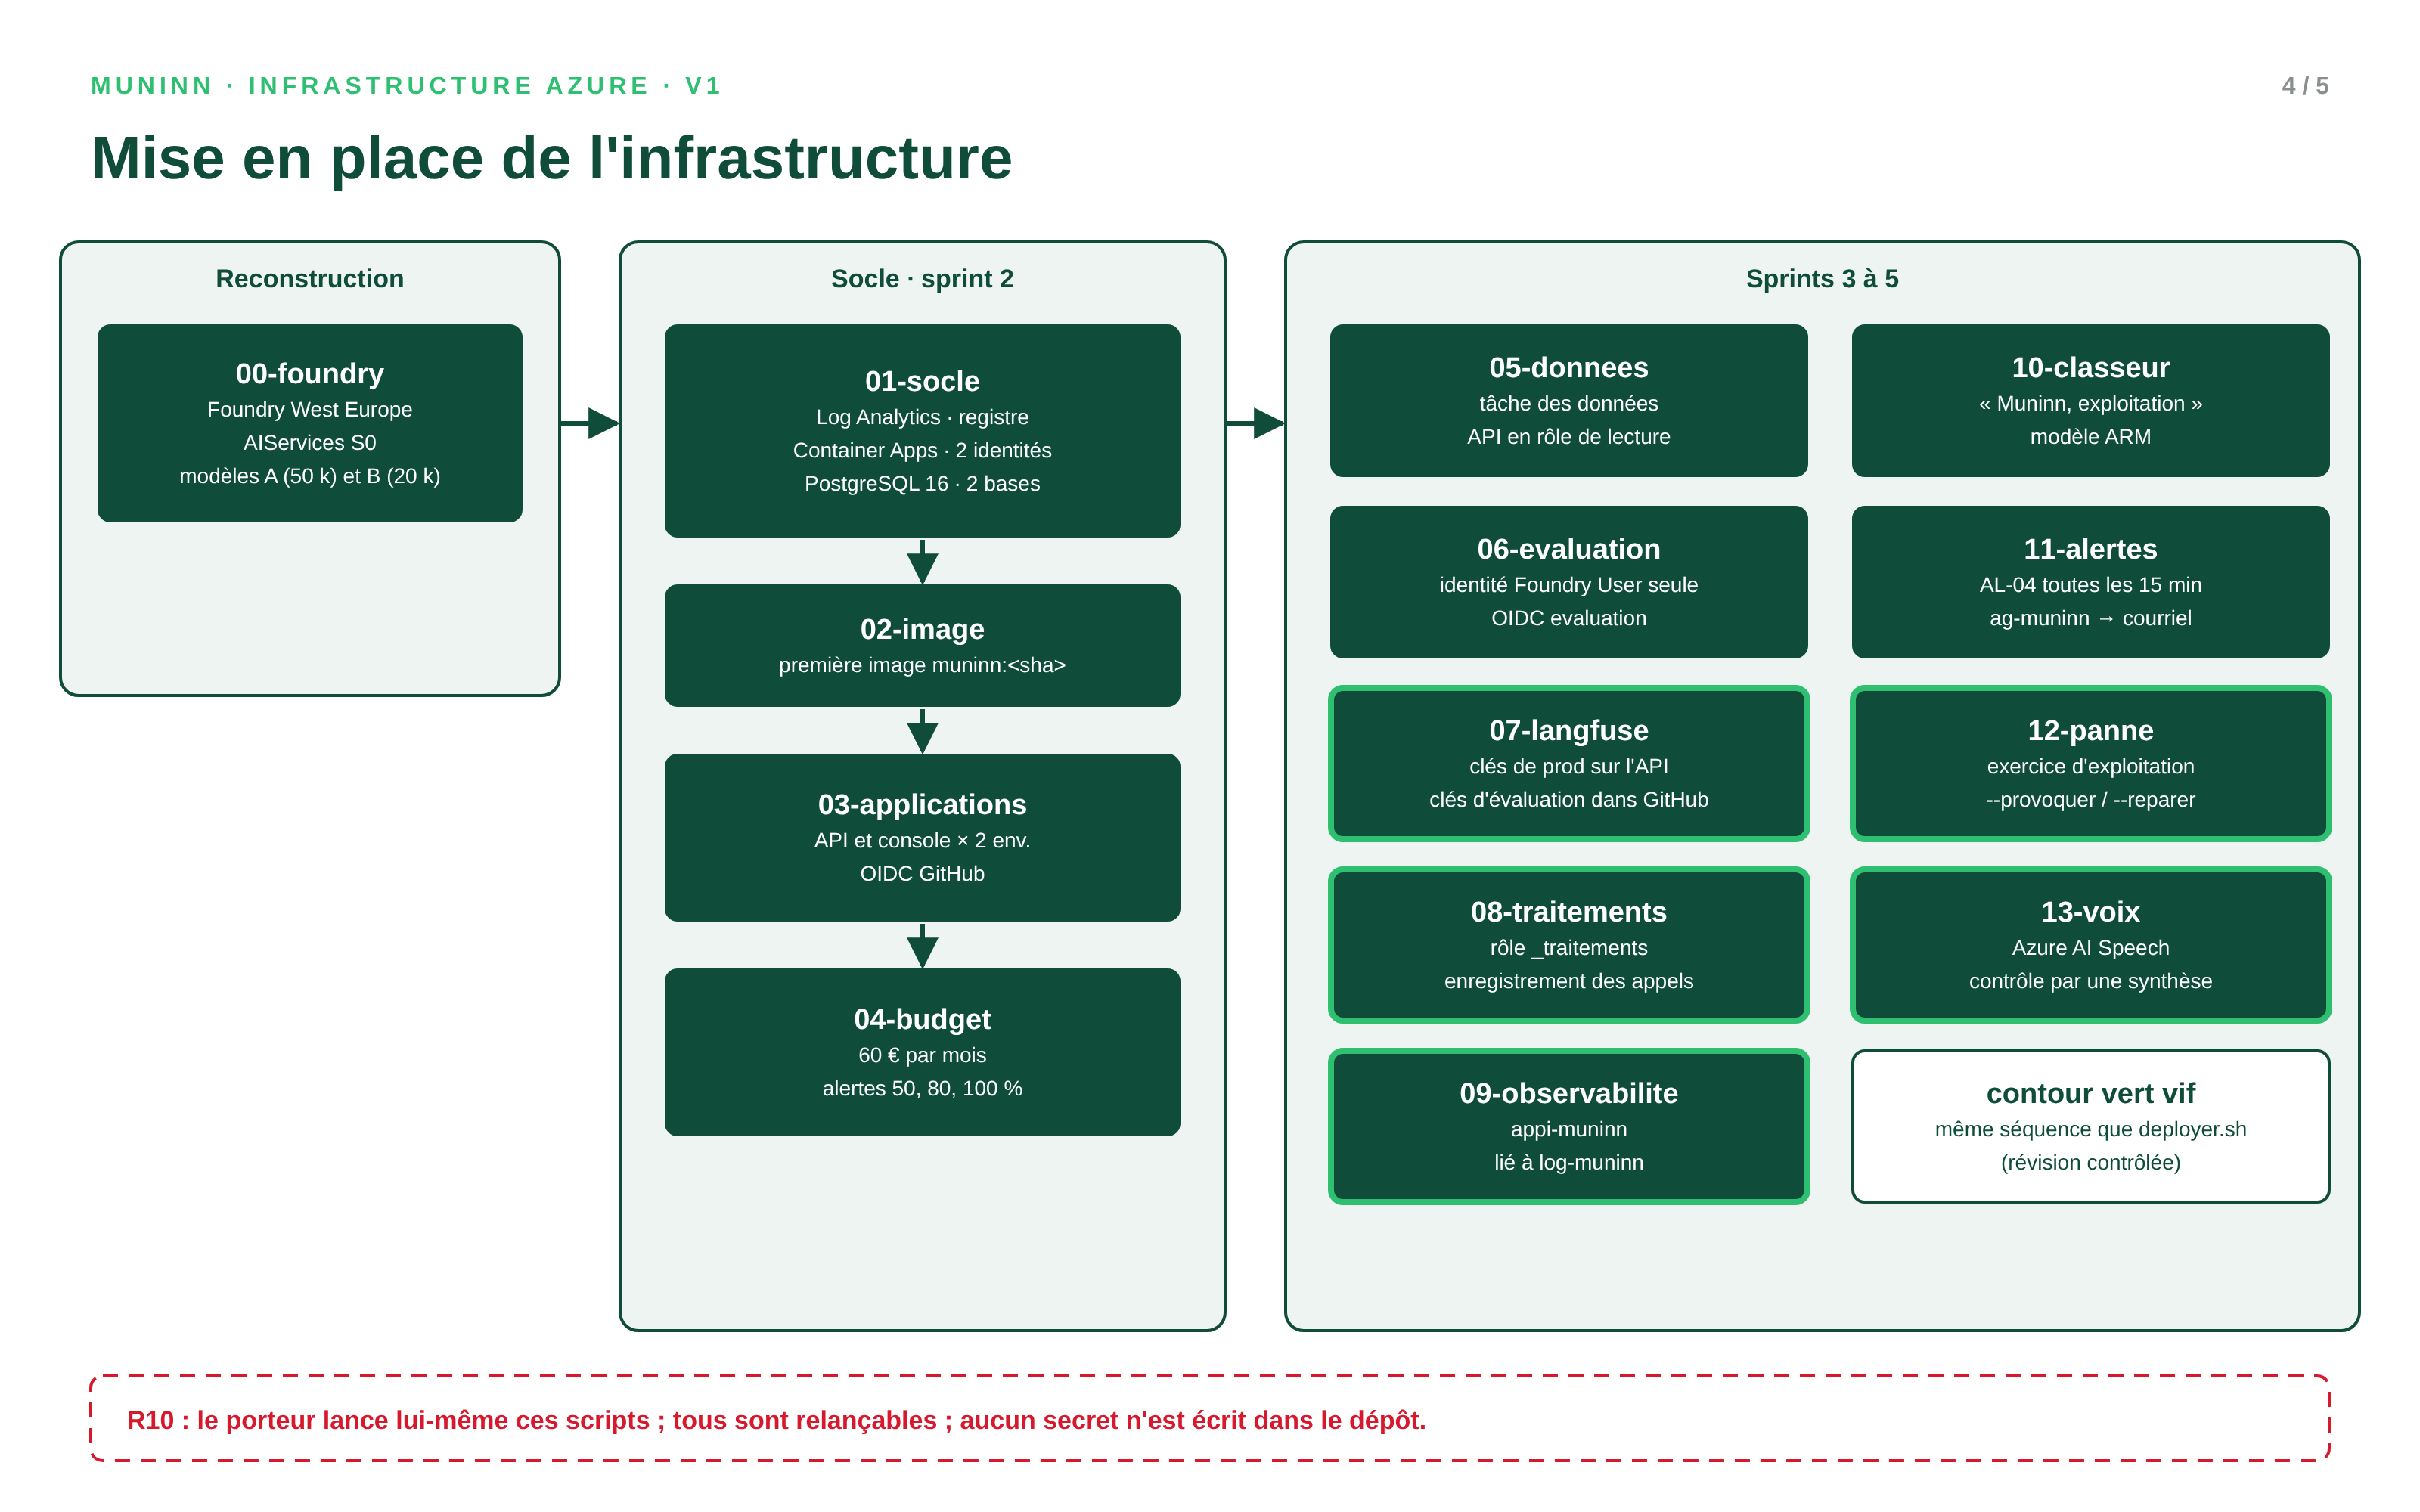 MUNINN · INFRASTRUCTURE AZURE · V1
4 / 5
Mise en place de l'infrastructure
Reconstruction
00-foundry
Foundry West Europe
AIServices S0
modèles A (50 k) et B (20 k)
Socle · sprint 2
01-socle
Log Analytics · registre
Container Apps · 2 identités
PostgreSQL 16 · 2 bases
02-image
première image muninn:<sha>
03-applications
API et console × 2 env.
OIDC GitHub
04-budget
60 € par mois
alertes 50, 80, 100 %
Sprints 3 à 5
05-donnees
tâche des données
API en rôle de lecture
06-evaluation
identité Foundry User seule
OIDC evaluation
07-langfuse
clés de prod sur l'API
clés d'évaluation dans GitHub
08-traitements
rôle _traitements
enregistrement des appels
09-observabilite
appi-muninn
lié à log-muninn
10-classeur
« Muninn, exploitation »
modèle ARM
11-alertes
AL-04 toutes les 15 min
ag-muninn → courriel
12-panne
exercice d'exploitation
--provoquer / --reparer
13-voix
Azure AI Speech
contrôle par une synthèse
contour vert vif
même séquence que deployer.sh
(révision contrôlée)
R10 : le porteur lance lui-même ces scripts ; tous sont relançables ; aucun secret n'est écrit dans le dépôt.